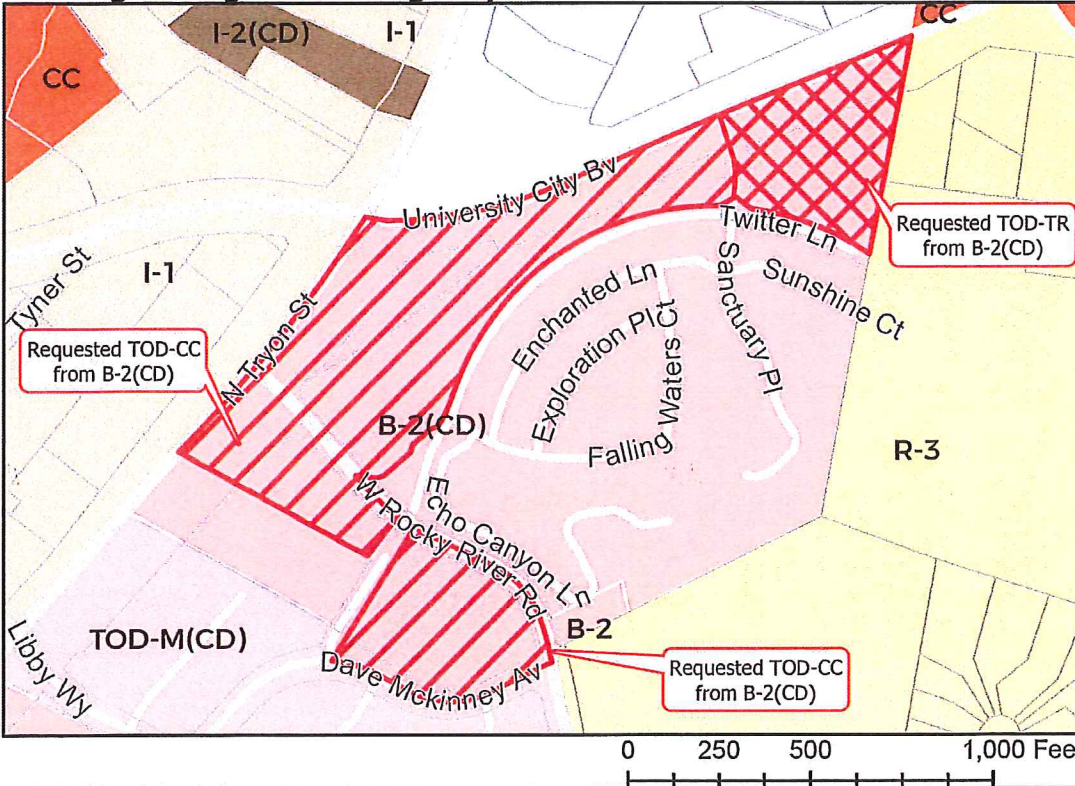 I-2(CD)
I-1
CC
CC
University City Bv
Twitter Ln
Requested TOD-TR
from B-2(CD)
Tyner St
I-1
Enchanted Ln
Sanctuary Pl
Sunshine Ct
Requested TOD-CC
from B-2(CD)
N Tryon St
Exploration Pl
Falling Waters Ct
B-2(CD)
R-3
Echo Canyon Ln
W Rocky River Rd
B-2
TOD-M(CD)
Libby Wy
Dave Mckinney Av
Requested TOD-CC
from B-2(CD)
0 250 500 1,000 Fee